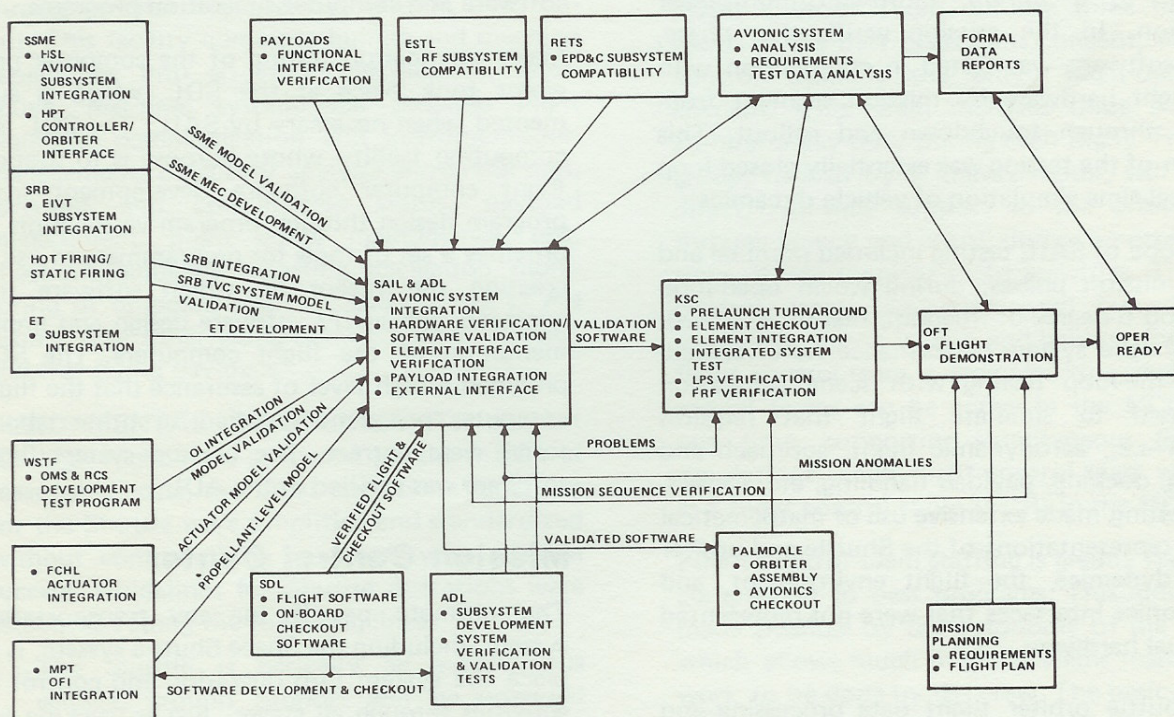 SSME
• HSL
AVIONIC
SUBSYSTEM
INTEGRATION
• HPT
CONTROLLER/
ORBITER
INTERFACE
SRB
• EIVT
SUBSYSTEM
INTEGRATION
HOT FIRING/
STATIC FIRING
ET
• SUBSYSTEM
INTEGRATION
WSTF
• OMS & RCS
DEVELOPMENT
TEST PROGRAM
• FCHL
ACTUATOR
INTEGRATION
• MPT
OFI
INTEGRATION
PAYLOADS
• FUNCTIONAL
INTERFACE
VERIFICATION
ESTL
• RF SUBSYSTEM
COMPATIBILITY
RETS
• EPD&C SUBSYSTEM
COMPATIBILITY
AVIONIC SYSTEM
• ANALYSIS
• REQUIREMENTS
TEST DATA ANALYSIS
FORMAL
DATA
REPORTS
SSME MODEL VALIDATION
SSME MEC DEVELOPMENT
SRB INTEGRATION
SRB TVC SYSTEM MODEL
VALIDATION
ET DEVELOPMENT
OI INTEGRATION
MODEL VALIDATION
ACTUATOR MODEL VALIDATION
PROPELLANT-LEVEL MODEL
VERIFIED FLIGHT &
CHECKOUT SOFTWARE
SAIL & ADL
• AVIONIC SYSTEM
INTEGRATION
• HARDWARE VERIFICATION/
SOFTWARE VALIDATION
• ELEMENT INTERFACE
VERIFICATION
• PAYLOAD INTEGRATION
• EXTERNAL INTERFACE
VALIDATION
SOFTWARE
KSC
• PRELAUNCH TURNAROUND
• ELEMENT CHECKOUT
• ELEMENT INTEGRATION
• INTEGRATED SYSTEM
TEST
• LPS VERIFICATION
• FRF VERIFICATION
OFT
• FLIGHT
DEMONSTRATION
OPER
READY
PROBLEMS
MISSION ANOMALIES
MISSION SEQUENCE VERIFICATION
VALIDATED SOFTWARE
SDL
• FLIGHT SOFTWARE
• ON-BOARD
CHECKOUT
SOFTWARE
ADL
• SUBSYSTEM
DEVELOPMENT
• SYSTEM
VERIFICATION
& VALIDATION
TESTS
SOFTWARE DEVELOPMENT & CHECKOUT
PALMDALE
• ORBITER
ASSEMBLY
• AVIONICS
CHECKOUT
MISSION
PLANNING
• REQUIREMENTS
• FLIGHT PLAN